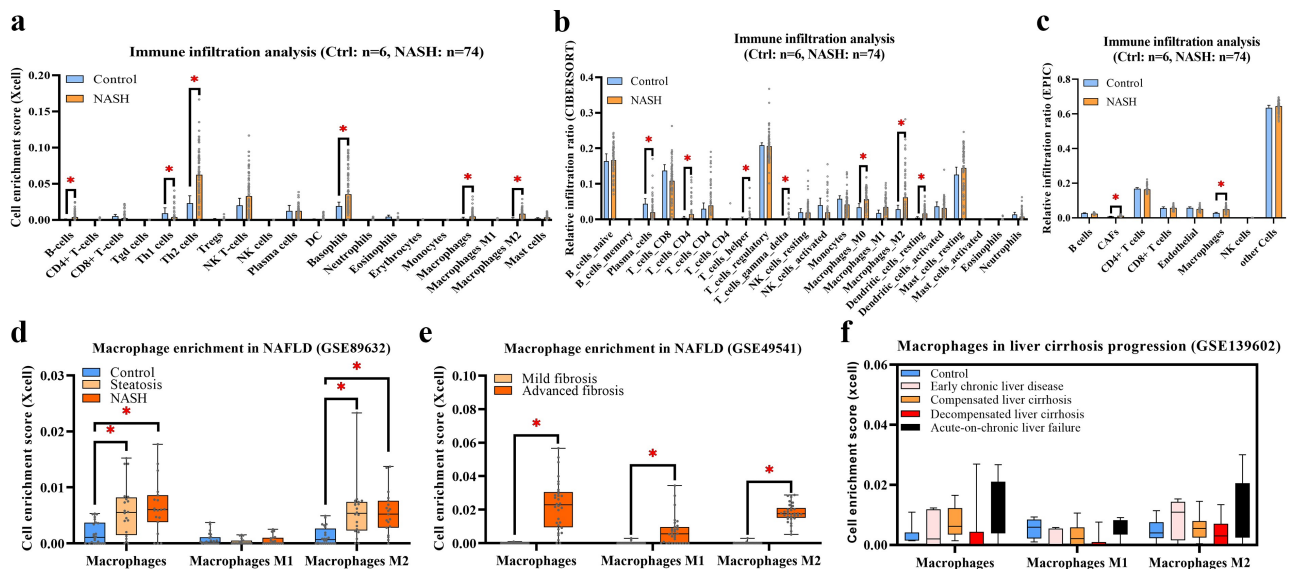 a
Immune infiltration analysis (Ctrl: n=6, NASH: n=74)
Cell enrichment score (Xcell)
0.20
0.15
0.10
0.05
0.00
Control
NASH
*
*
*
*
*
*
B-cells
CD4+ T-cells
CD8+ T-cells
Tgd cells
Th1 cells
Th2 cells
Tregs
NK T-cells
NK cells
Plasma cells
DC
Basophils
Neutrophils
Eosinophils
Erythrocytes
Monocytes
Macrophages
Macrophages M1
Macrophages M2
Mast cells
b
Immune infiltration analysis
(Ctrl: n=6, NASH: n=74)
Relative infiltration ratio (CIBERSORT)
0.4
0.3
0.2
0.1
0.0
Control
NASH
*
*
*
*
*
*
*
B_cells_naive
B_cells_memory
Plasma_cells
T_cells_CD8
T_cells_CD4
T_cells_CD4
T_cells_CD4
T_cells_helper
T_cells_regulatory
T_cells_gamma_delta
NK_cells_resting
NK_cells_activated
Monocytes
Macrophages_M0
Macrophages_M1
Macrophages_M2
Dendritic_cells_resting
Dendritic_cells_activated
Mast_cells_resting
Mast_cells_activated
Eosinophils
Neutrophils
c
Immune infiltration analysis
(Ctrl: n=6, NASH: n=74)
Relative infiltration ratio (EPIC)
0.8
0.6
0.4
0.2
0.0
Control
NASH
*
*
B cells
CAFs
CD4+ T cells
CD8+ T cells
Endothelial
Macrophages
NK cells
other Cells
d
Macrophage enrichment in NAFLD (GSE89632)
Cell enrichment score (Xcell)
0.03
0.02
0.01
0.00
Control
Steatosis
NASH
*
*
*
*
Macrophages
Macrophages M1
Macrophages M2
e
Macrophage enrichment in NAFLD (GSE49541)
Cell enrichment score (Xcell)
0.10
0.08
0.06
0.04
0.02
0.00
Mild fibrosis
Advanced fibrosis
*
*
*
Macrophages
Macrophages M1
Macrophages M2
f
Macrophages in liver cirrhosis progression (GSE139602)
Cell enrichment score (xcell)
0.06
0.04
0.02
0.00
Control
Early chronic liver disease
Compensated liver cirrhosis
Decompensated liver cirrhosis
Acute-on-chronic liver failure
Macrophages
Macrophages M1
Macrophages M2